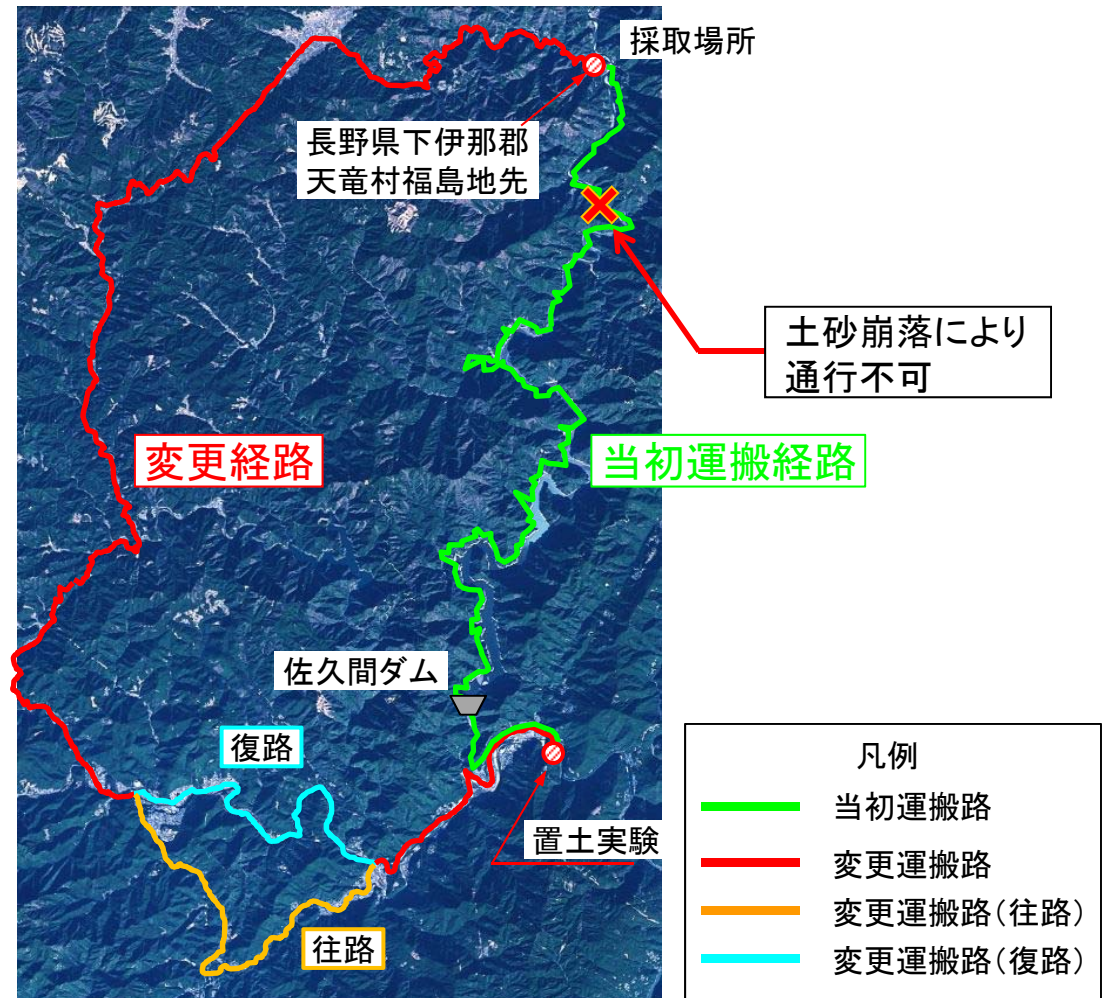 採取場所
長野県下伊那郡
天竜村福島地先
土砂崩落により
通行不可
変更経路
当初運搬経路
佐久間ダム
復路
置土実験
往路
凡例
当初運搬路
変更運搬路
変更運搬路(往路)
変更運搬路(復路)